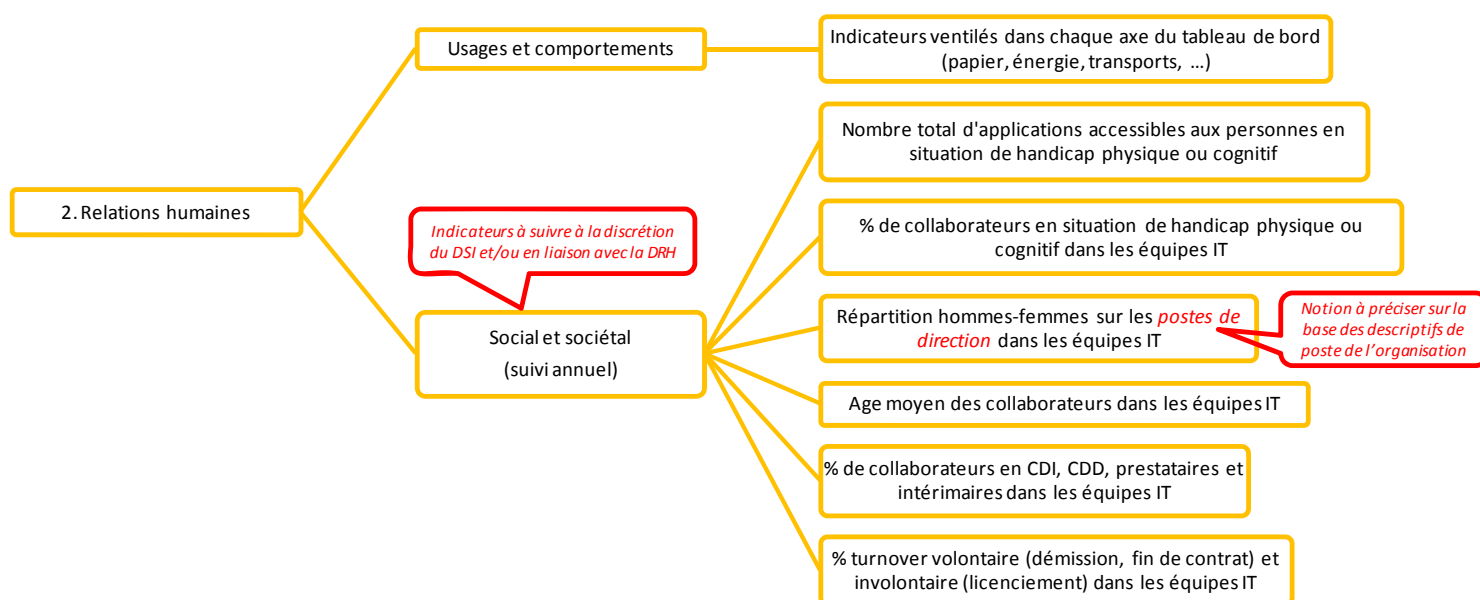 Usages et comportements
Indicateurs ventilés dans chaque axe du tableau de bord
(papier, énergie, transports, …)
2. Relations humaines
Indicateurs à suivre à la discrétion
du DSI et/ou en liaison avec la DRH
Social et sociétal
(suivi annuel)
Nombre total d'applications accessibles aux personnes en
situation de handicap physique ou cognitif
% de collaborateurs en situation de handicap physique ou
cognitif dans les équipes IT
Répartition hommes-femmes sur les postes de
direction dans les équipes IT
Notion à préciser sur la
base des descriptifs de
poste de l’organisation
Age moyen des collaborateurs dans les équipes IT
% de collaborateurs en CDI, CDD, prestataires et
intérimaires dans les équipes IT
% turnover volontaire (démission, fin de contrat) et
involontaire (licenciement) dans les équipes IT